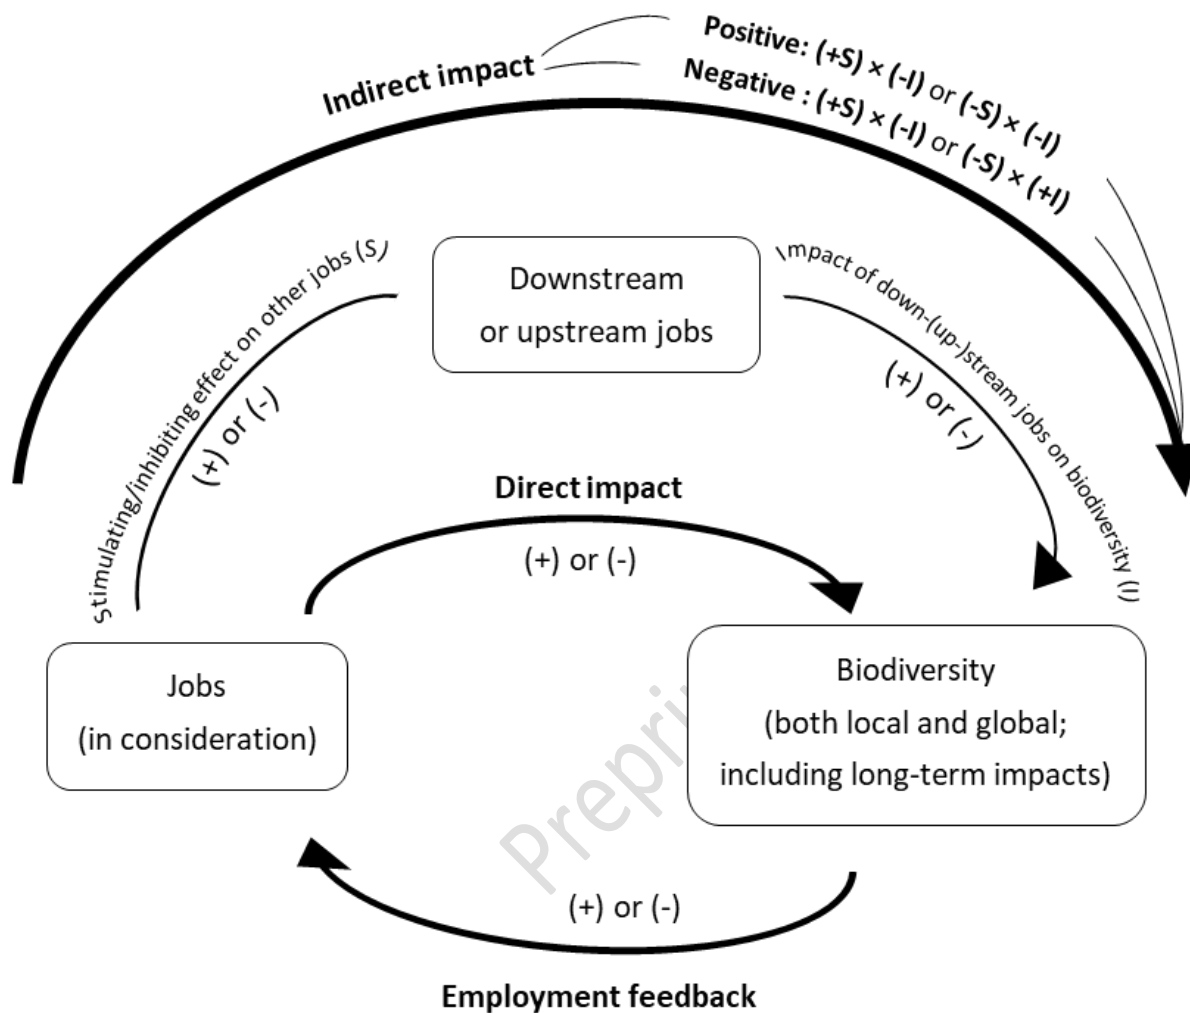 Indirect impact
Positive: (+S) × (-I) or (-S) × (-I)
Negative : (+S) × (-I) or (-S) × (+I)
Stimulating/inhibiting effect on other jobs (S)
(+) or (-)
Downstream
or upstream jobs
Impact of down-(up-)stream jobs on biodiversity (I)
(+) or (-)
Direct impact
(+) or (-)
Jobs
(in consideration)
Biodiversity
(both local and global;
including long-term impacts)
(+) or (-)
Employment feedback